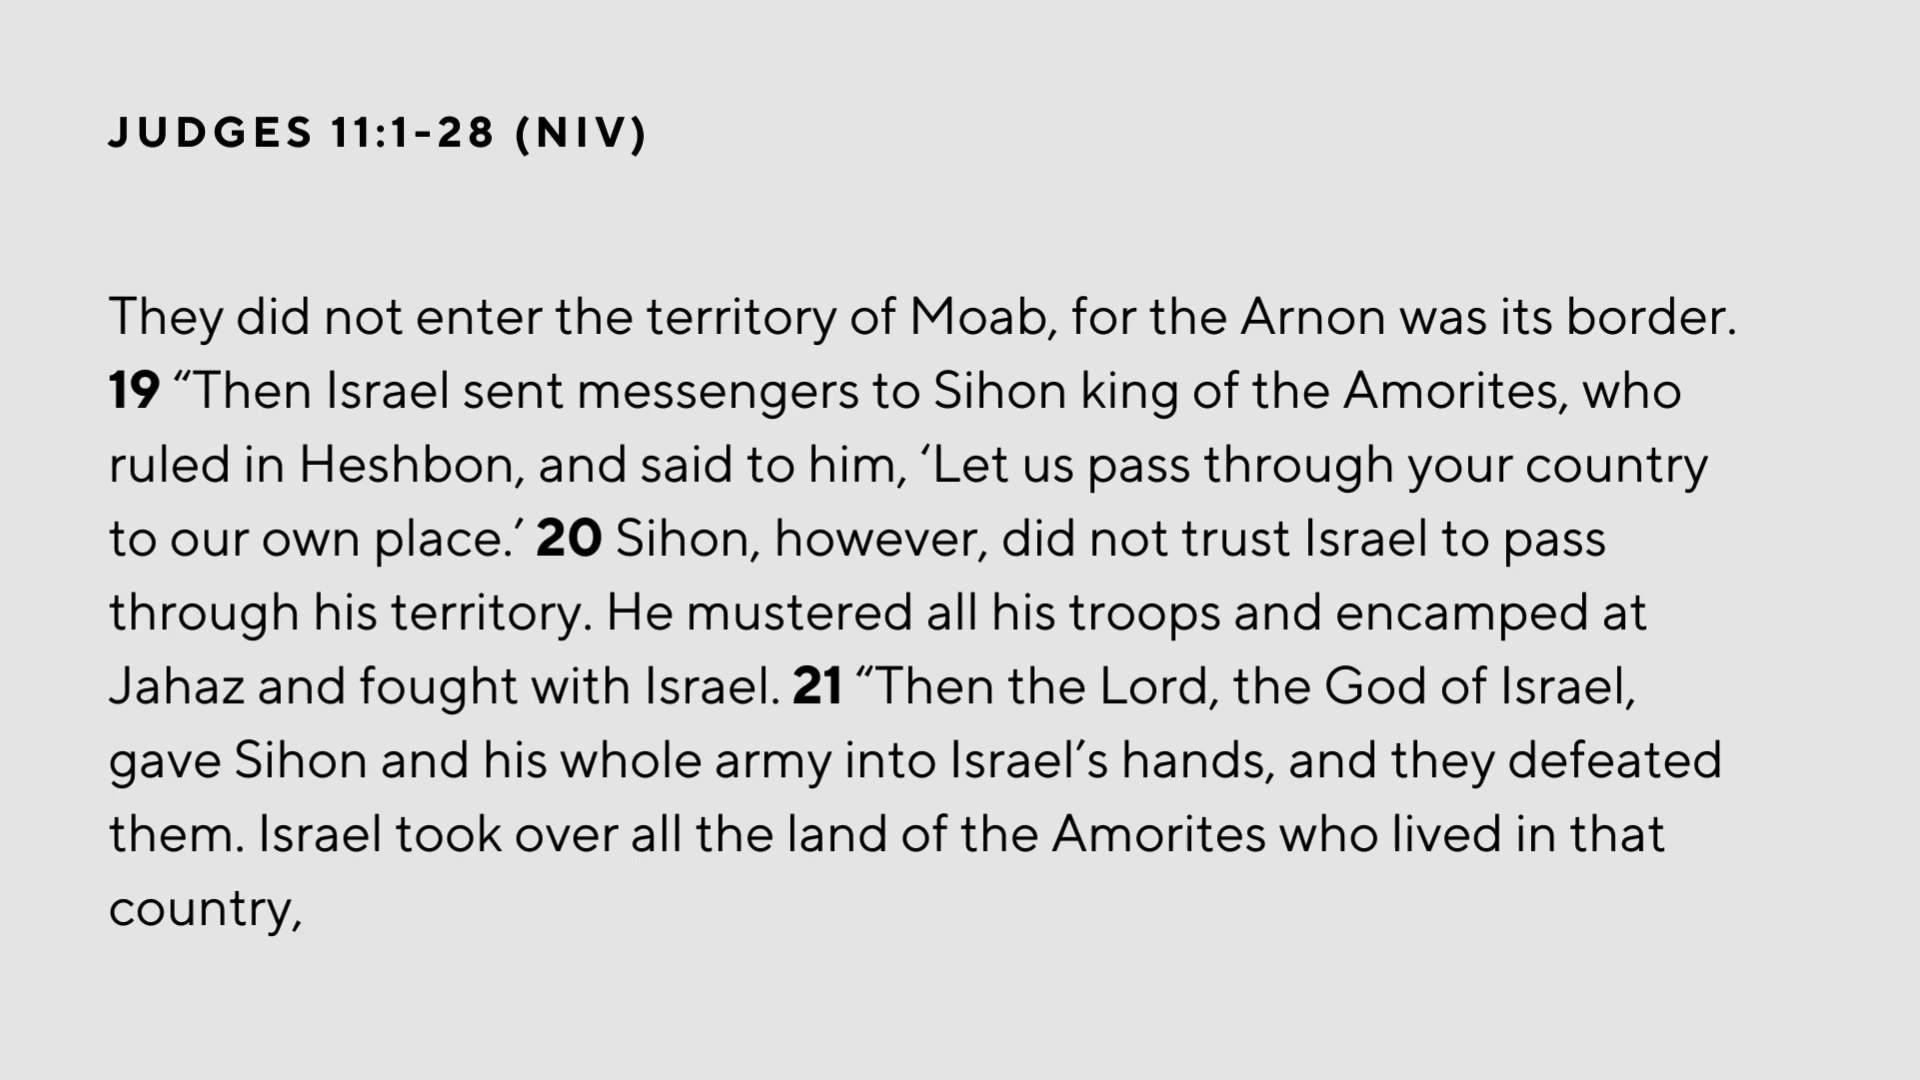 JUDGES 11:1-28 (NIV)
They did not enter the territory of Moab, for the Arnon was its border.
19 “Then Israel sent messengers to Sihon king of the Amorites, who
ruled in Heshbon, and said to him, ‘Let us pass through your country
to our own place.’ 20 Sihon, however, did not trust Israel to pass
through his territory. He mustered all his troops and encamped at
Jahaz and fought with Israel. 21 “Then the Lord, the God of Israel,
gave Sihon and his whole army into Israel’s hands, and they defeated
them. Israel took over all the land of the Amorites who lived in that
country,